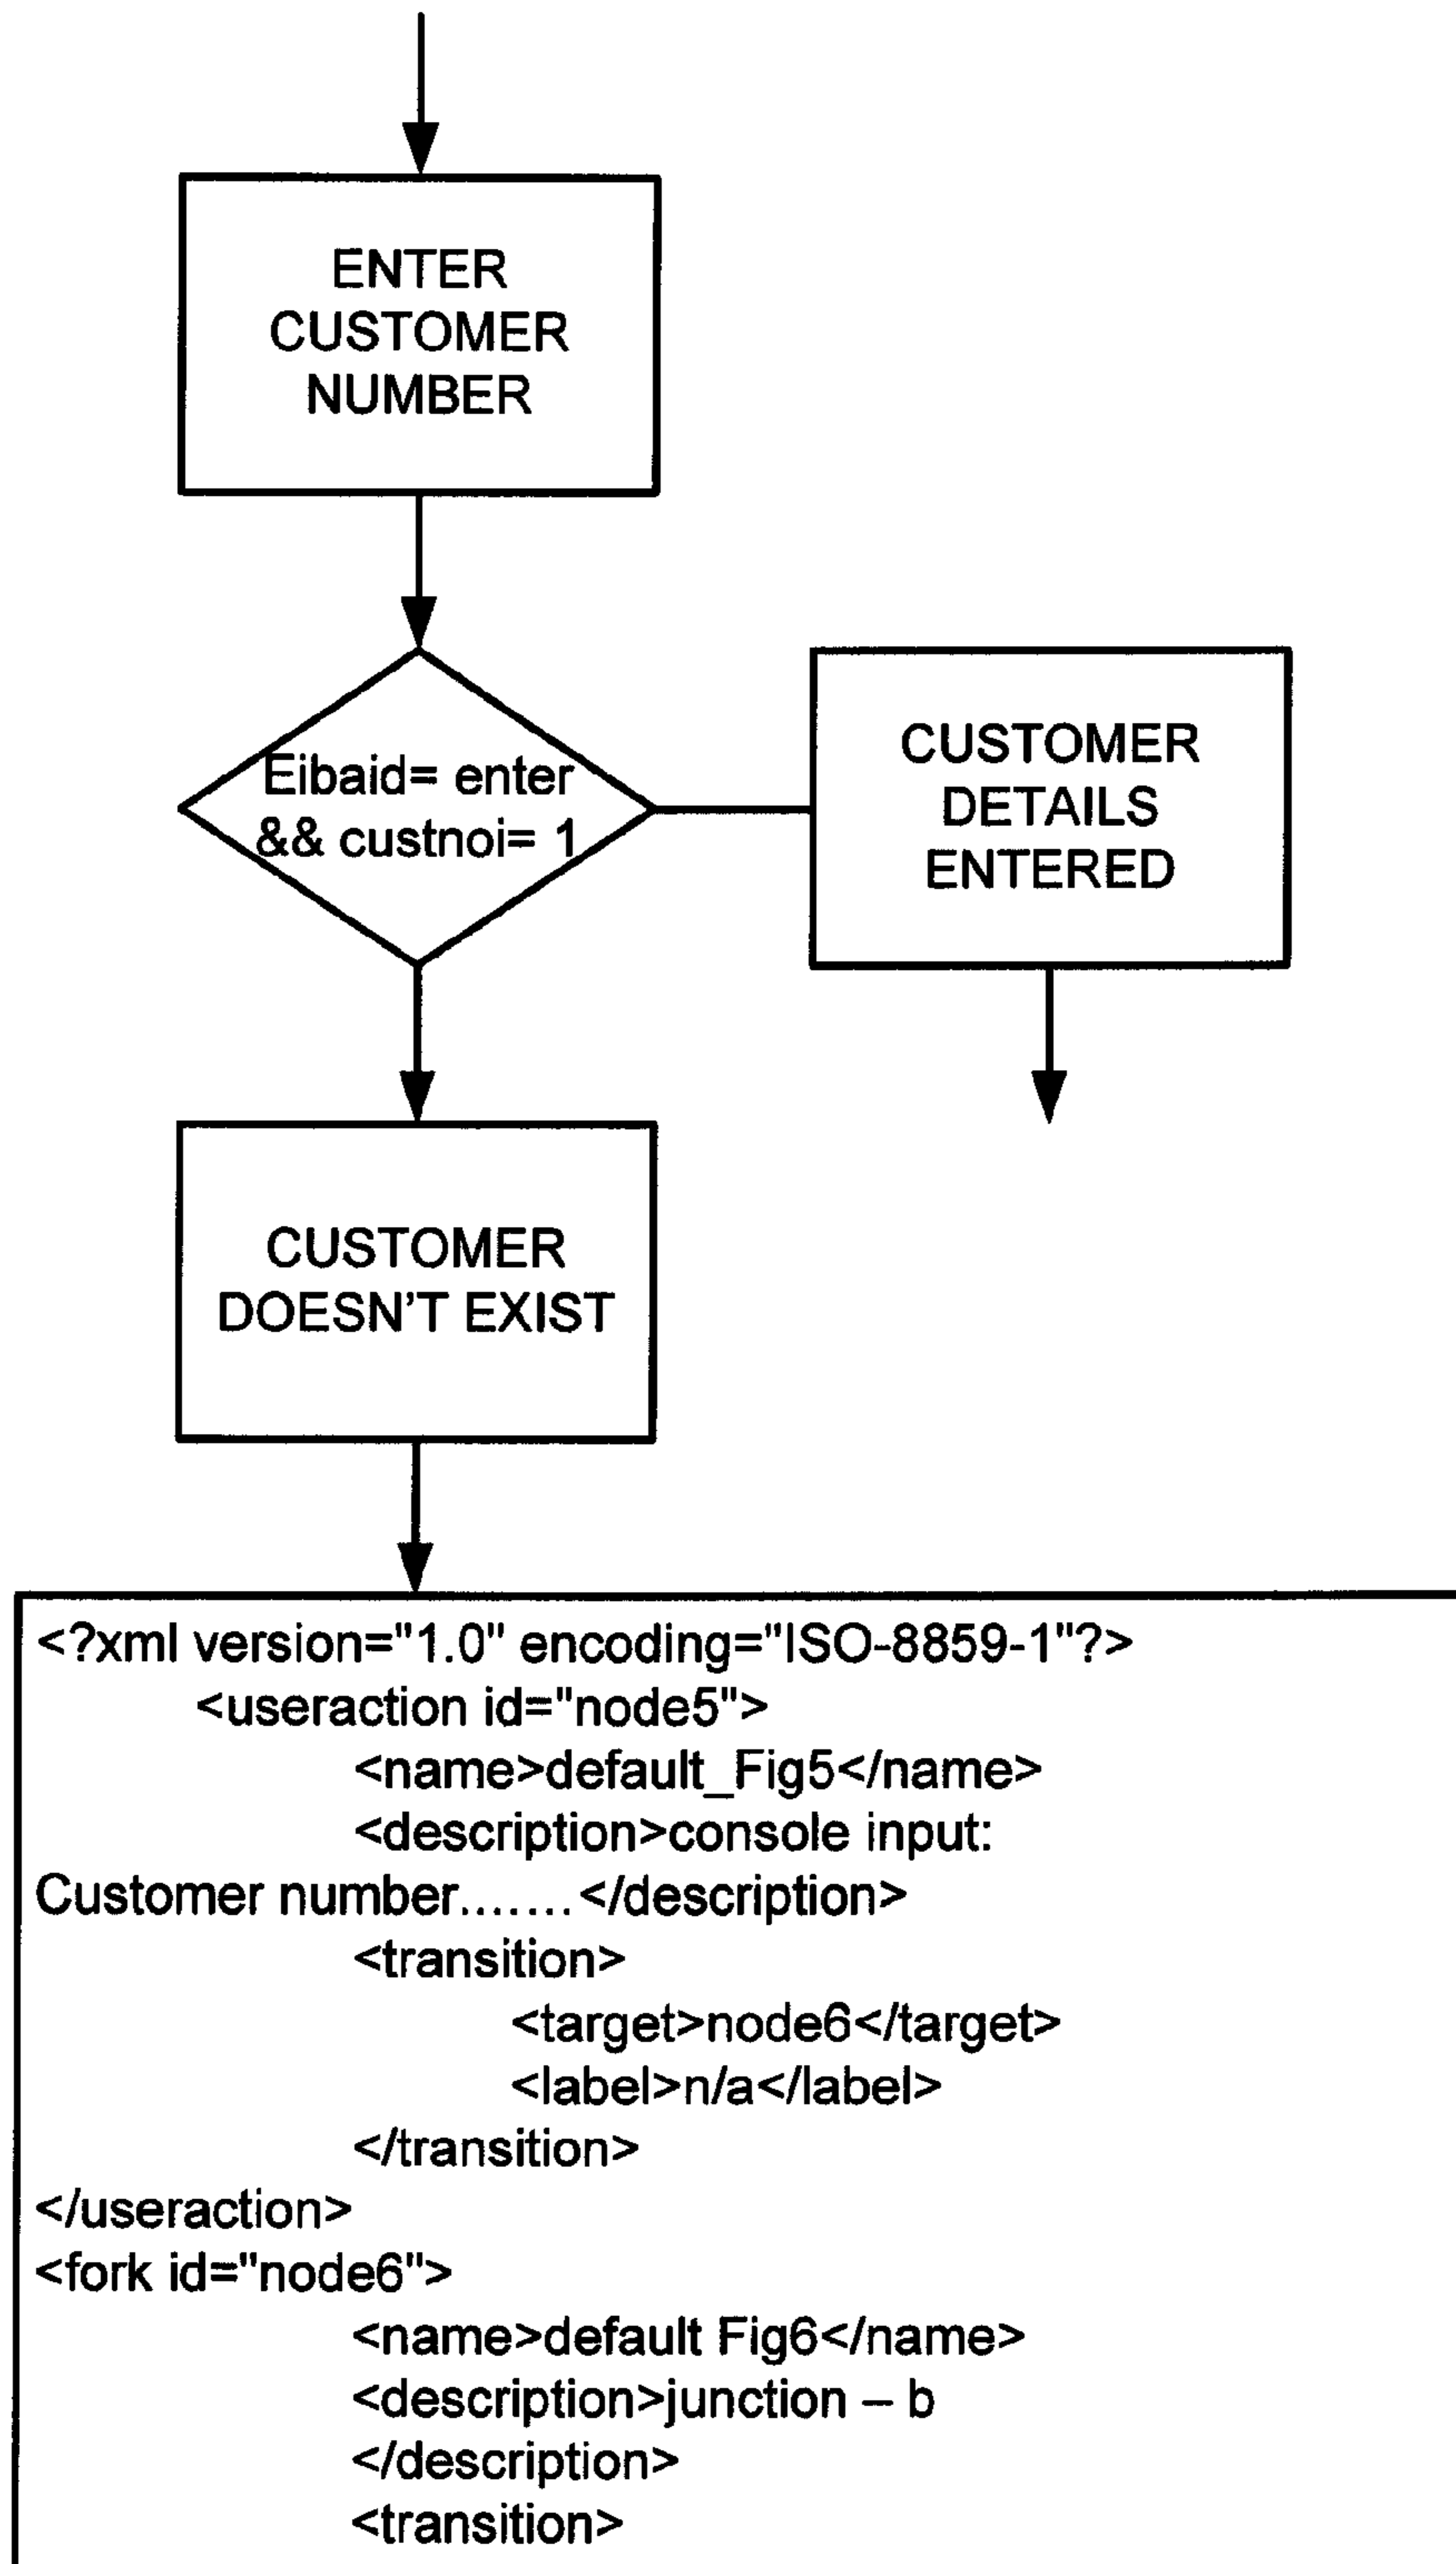 ENTER
CUSTOMER
NUMBER
Eibaid= enter
&& custnoi= 1
CUSTOMER
DETAILS
ENTERED
CUSTOMER
DOESN'T EXIST
<?xml version="1.0" encoding="ISO-8859-1"?>
<useraction id="node5">
<name>default_Fig5</name>
<description>console input:
Customer number.......</description>
<transition>
<target>node6</target>
<label>n/a</label>
</transition>
</useraction>
<fork id="node6">
<name>default Fig6</name>
<description>junction – b
</description>
<transition>